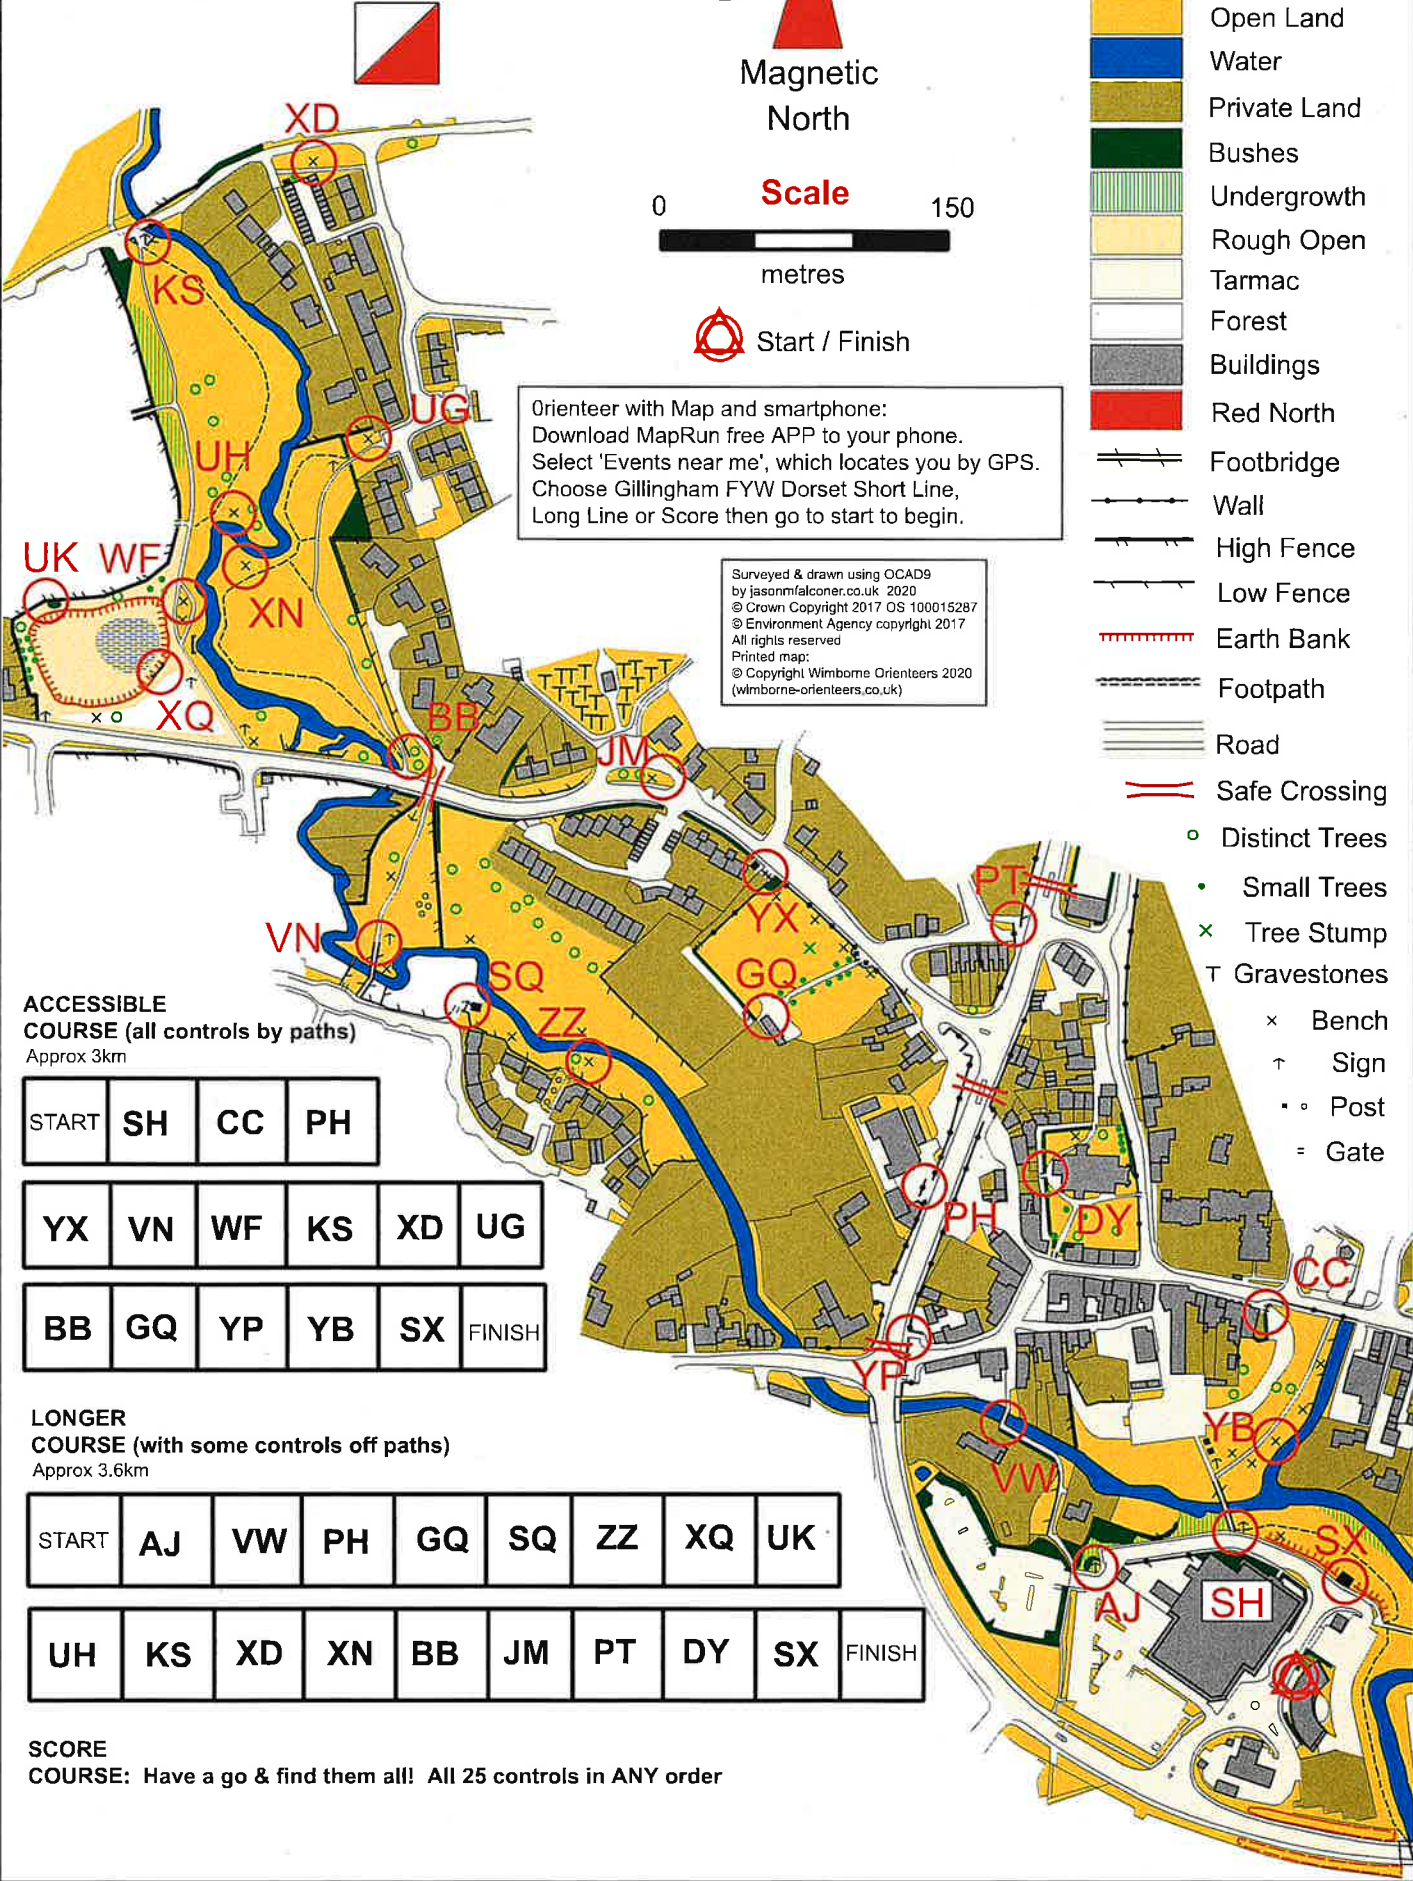 Magnetic
North
Scale
0
150
metres
Start / Finish
Open Land
Water
Private Land
Bushes
Undergrowth
Rough Open
Tarmac
Forest
Buildings
Red North
Footbridge
Wall
High Fence
Low Fence
Earth Bank
Footpath
Road
Safe Crossing
Distinct Trees
Small Trees
Tree Stump
Gravestones
Bench
Sign
Post
Gate
Orienteer with Map and smartphone:
Download MapRun free APP to your phone.
Select 'Events near me', which locates you by GPS.
Choose Gillingham FYW Dorset Short Line,
Long Line or Score then go to start to begin.
Surveyed & drawn using OCAD9
by jasonmfalconer.co.uk 2020
© Crown Copyright 2017 OS 100015287
© Environment Agency copyright 2017
All rights reserved
Printed map:
© Copyright Wimborne Orienteers 2020
(wimborne-orienteers.co.uk)
XD
KS
UG
UH
UK
WF
XN
XQ
BB
JM
YX
PT
VN
SQ
GQ
ZZ
PH
DY
CC
YP
YB
VW
SX
AJ
SH
ACCESSIBLE
COURSE (all controls by paths)
Approx 3km
START SH CC PH
YX VN WF KS XD UG
BB GQ YP YB SX FINISH
LONGER
COURSE (with some controls off paths)
Approx 3.6km
START AJ VW PH GQ SQ ZZ XQ UK
UH KS XD XN BB JM PT DY SX FINISH
SCORE
COURSE: Have a go & find them all! All 25 controls in ANY order